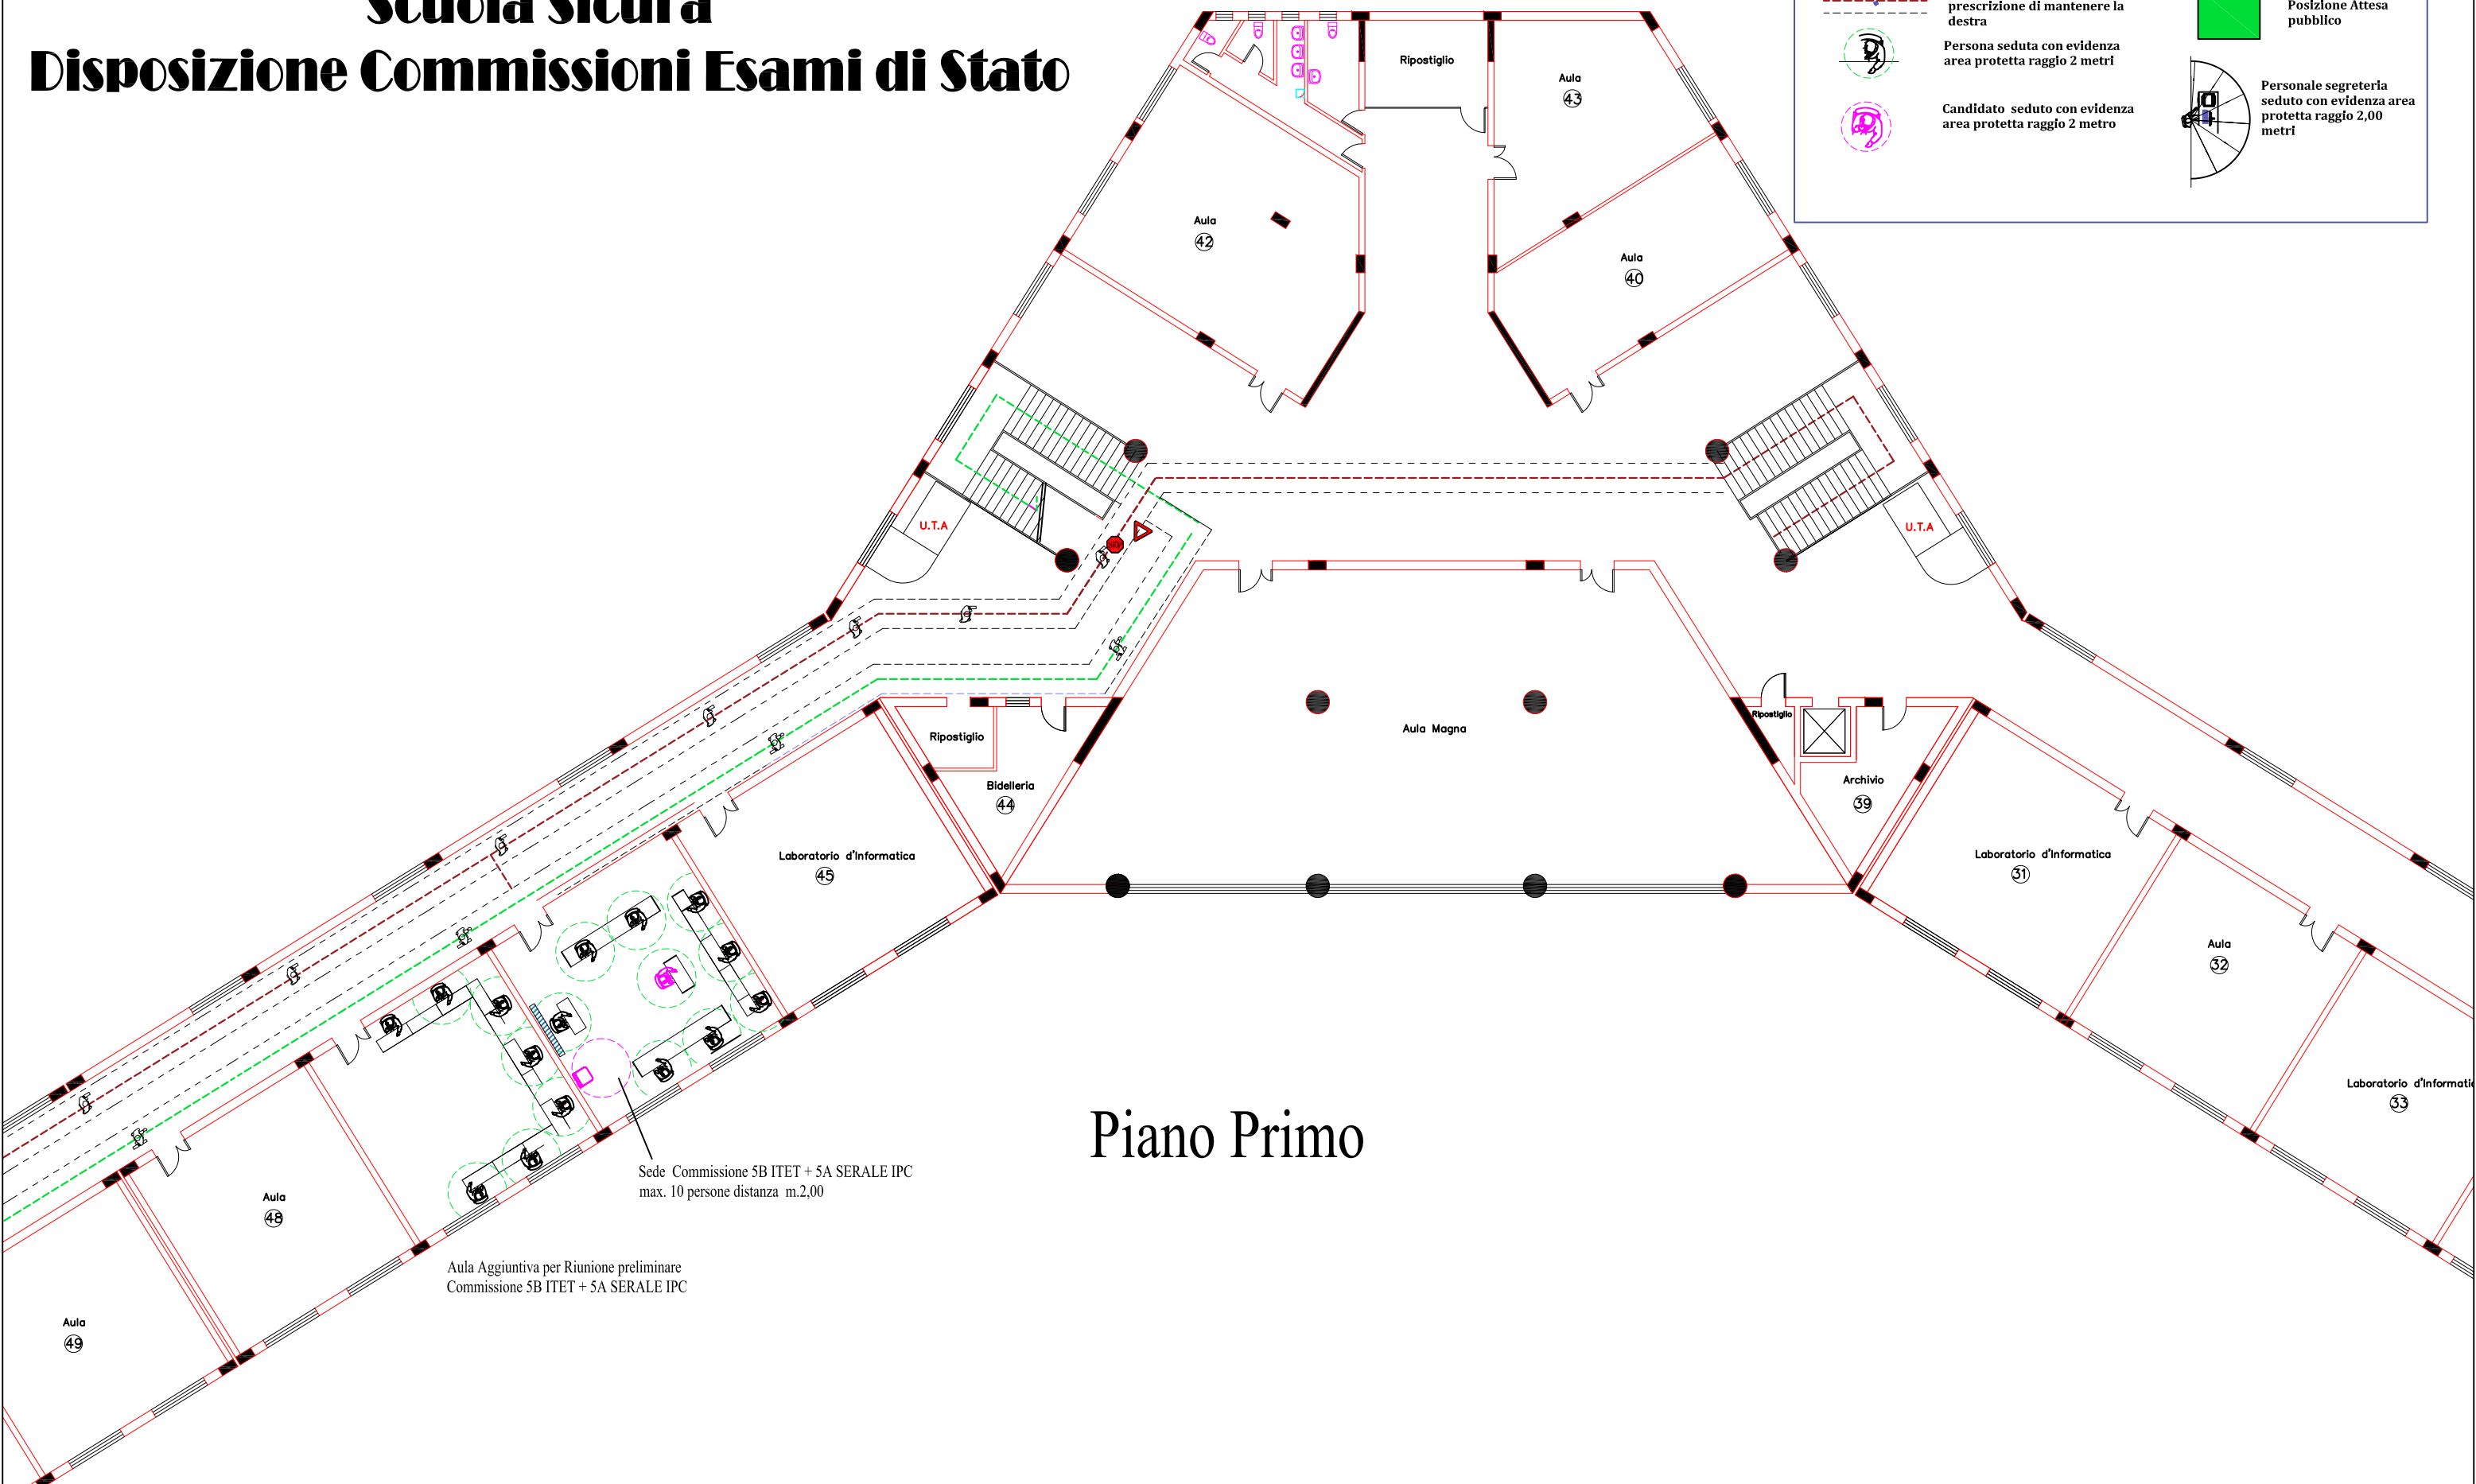 Scuola Sicura
Disposizione Commissioni Esami di Stato
prescrizione di mantenere la
destra
Posizione Attesa
pubblico
Persona seduta con evidenza
area protetta raggio 2 metri
Candidato seduto con evidenza
area protetta raggio 2 metro
Personale segreteria
seduto con evidenza area
protetta raggio 2,00
metri
Ripostiglio
Aula
43
Aula
42
Aula
40
U.T.A
U.T.A
Ripostiglio
Bidelleria
44
Aula Magna
Ripostiglio
Archivio
39
Laboratorio d'Informatica
45
Laboratorio d'Informatica
31
Aula
32
Laboratorio d'Informati
33
Piano Primo
Sede Commissione 5B ITET + 5A SERALE IPC
max. 10 persone distanza m.2,00
Aula
48
Aula Aggiuntiva per Riunione preliminare
Commissione 5B ITET + 5A SERALE IPC
Aula
49